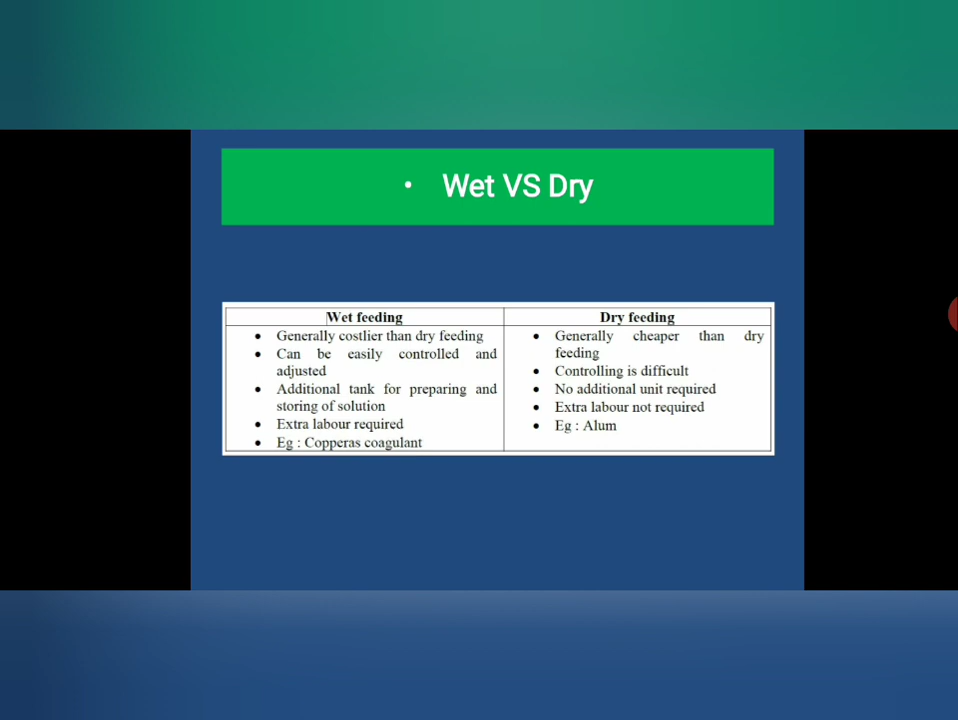 • Wet VS Dry
Wet feeding
• Generally costlier than dry feeding
• Can be easily controlled and
adjusted
• Additional tank for preparing and
storing of solution
• Extra labour required
• Eg : Copperas coagulant
Dry feeding
• Generally cheaper than dry
feeding
• Controlling is difficult
• No additional unit required
• Extra labour not required
• Eg : Alum